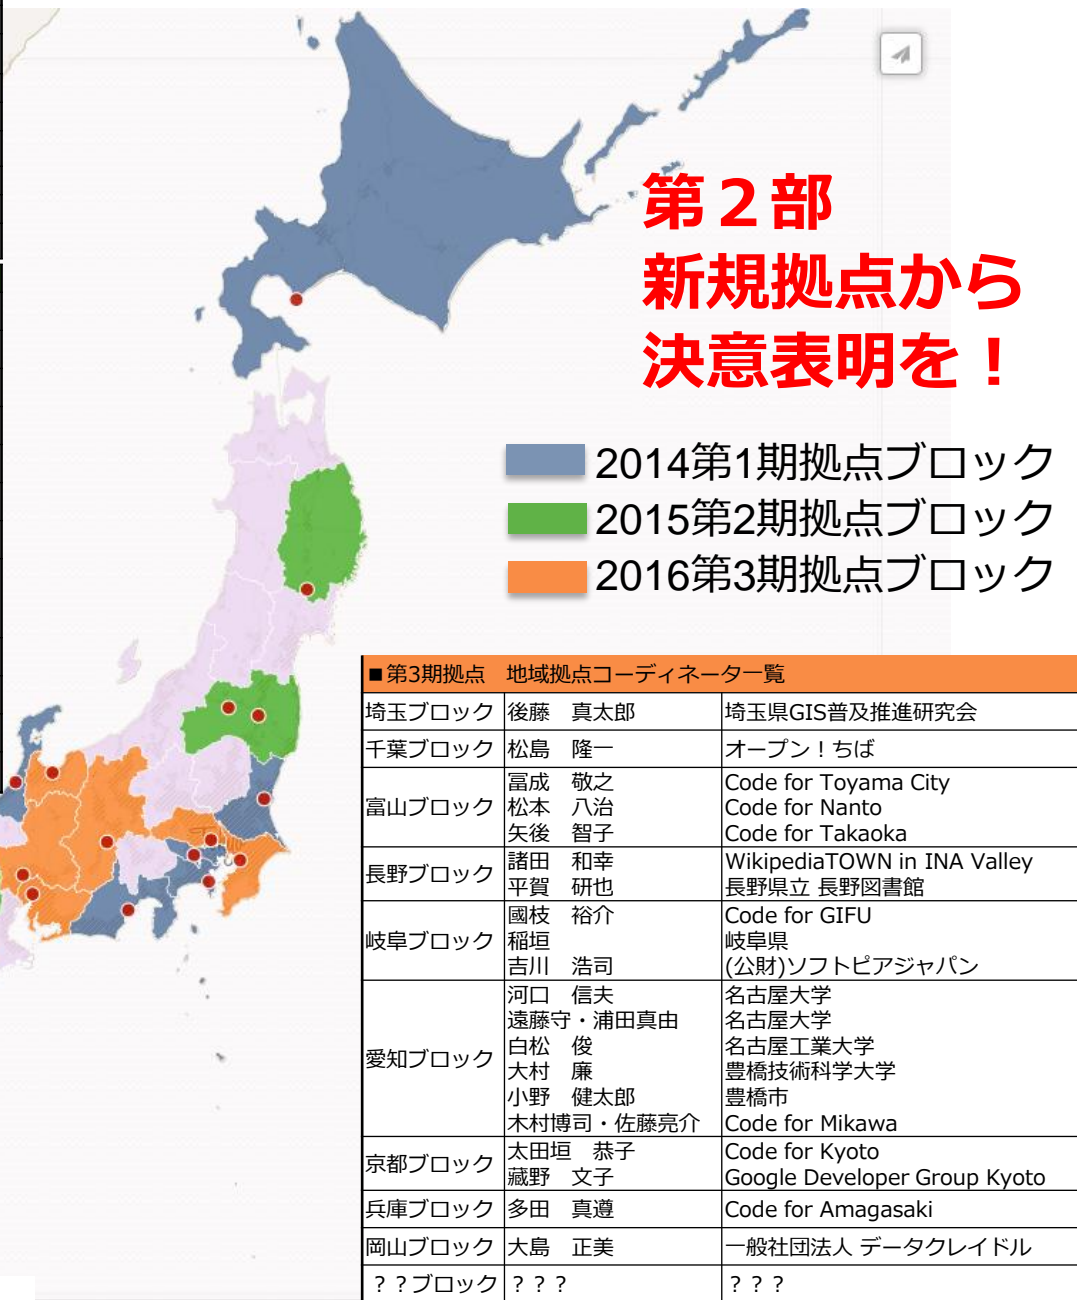 第２部
新規拠点から
決意表明を！
2014第1期拠点ブロック
2015第2期拠点ブロック
2016第3期拠点ブロック
■第3期拠点　地域拠点コーディネータ一覧
埼玉ブロック 後藤　真太郎 埼玉県GIS普及推進研究会
千葉ブロック 松島　隆一 オープン！ちば
富山ブロック 冨成　敬之 Code for Toyama City
松本　八治 Code for Nanto
矢後　智子 Code for Takaoka
長野ブロック 諸田　和幸 WikipediaTOWN in INA Valley
平賀　研也 長野県立 長野図書館
岐阜ブロック 國枝　裕介 Code for GIFU
稲垣 岐阜県
吉川　浩司 (公財)ソフトピアジャパン
愛知ブロック 河口　信夫 名古屋大学
遠藤守・浦田真由 名古屋大学
白松　俊 名古屋工業大学
大村　廉 豊橋技術科学大学
小野　健太郎 豊橋市
木村博司・佐藤亮介 Code for Mikawa
京都ブロック 太田垣　恭子 Code for Kyoto
藏野　文子 Google Developer Group Kyoto
兵庫ブロック 多田　真遵 Code for Amagasaki
岡山ブロック 大島　正美 一般社団法人 データクレイドル
？？ブロック ？？？ ？？？